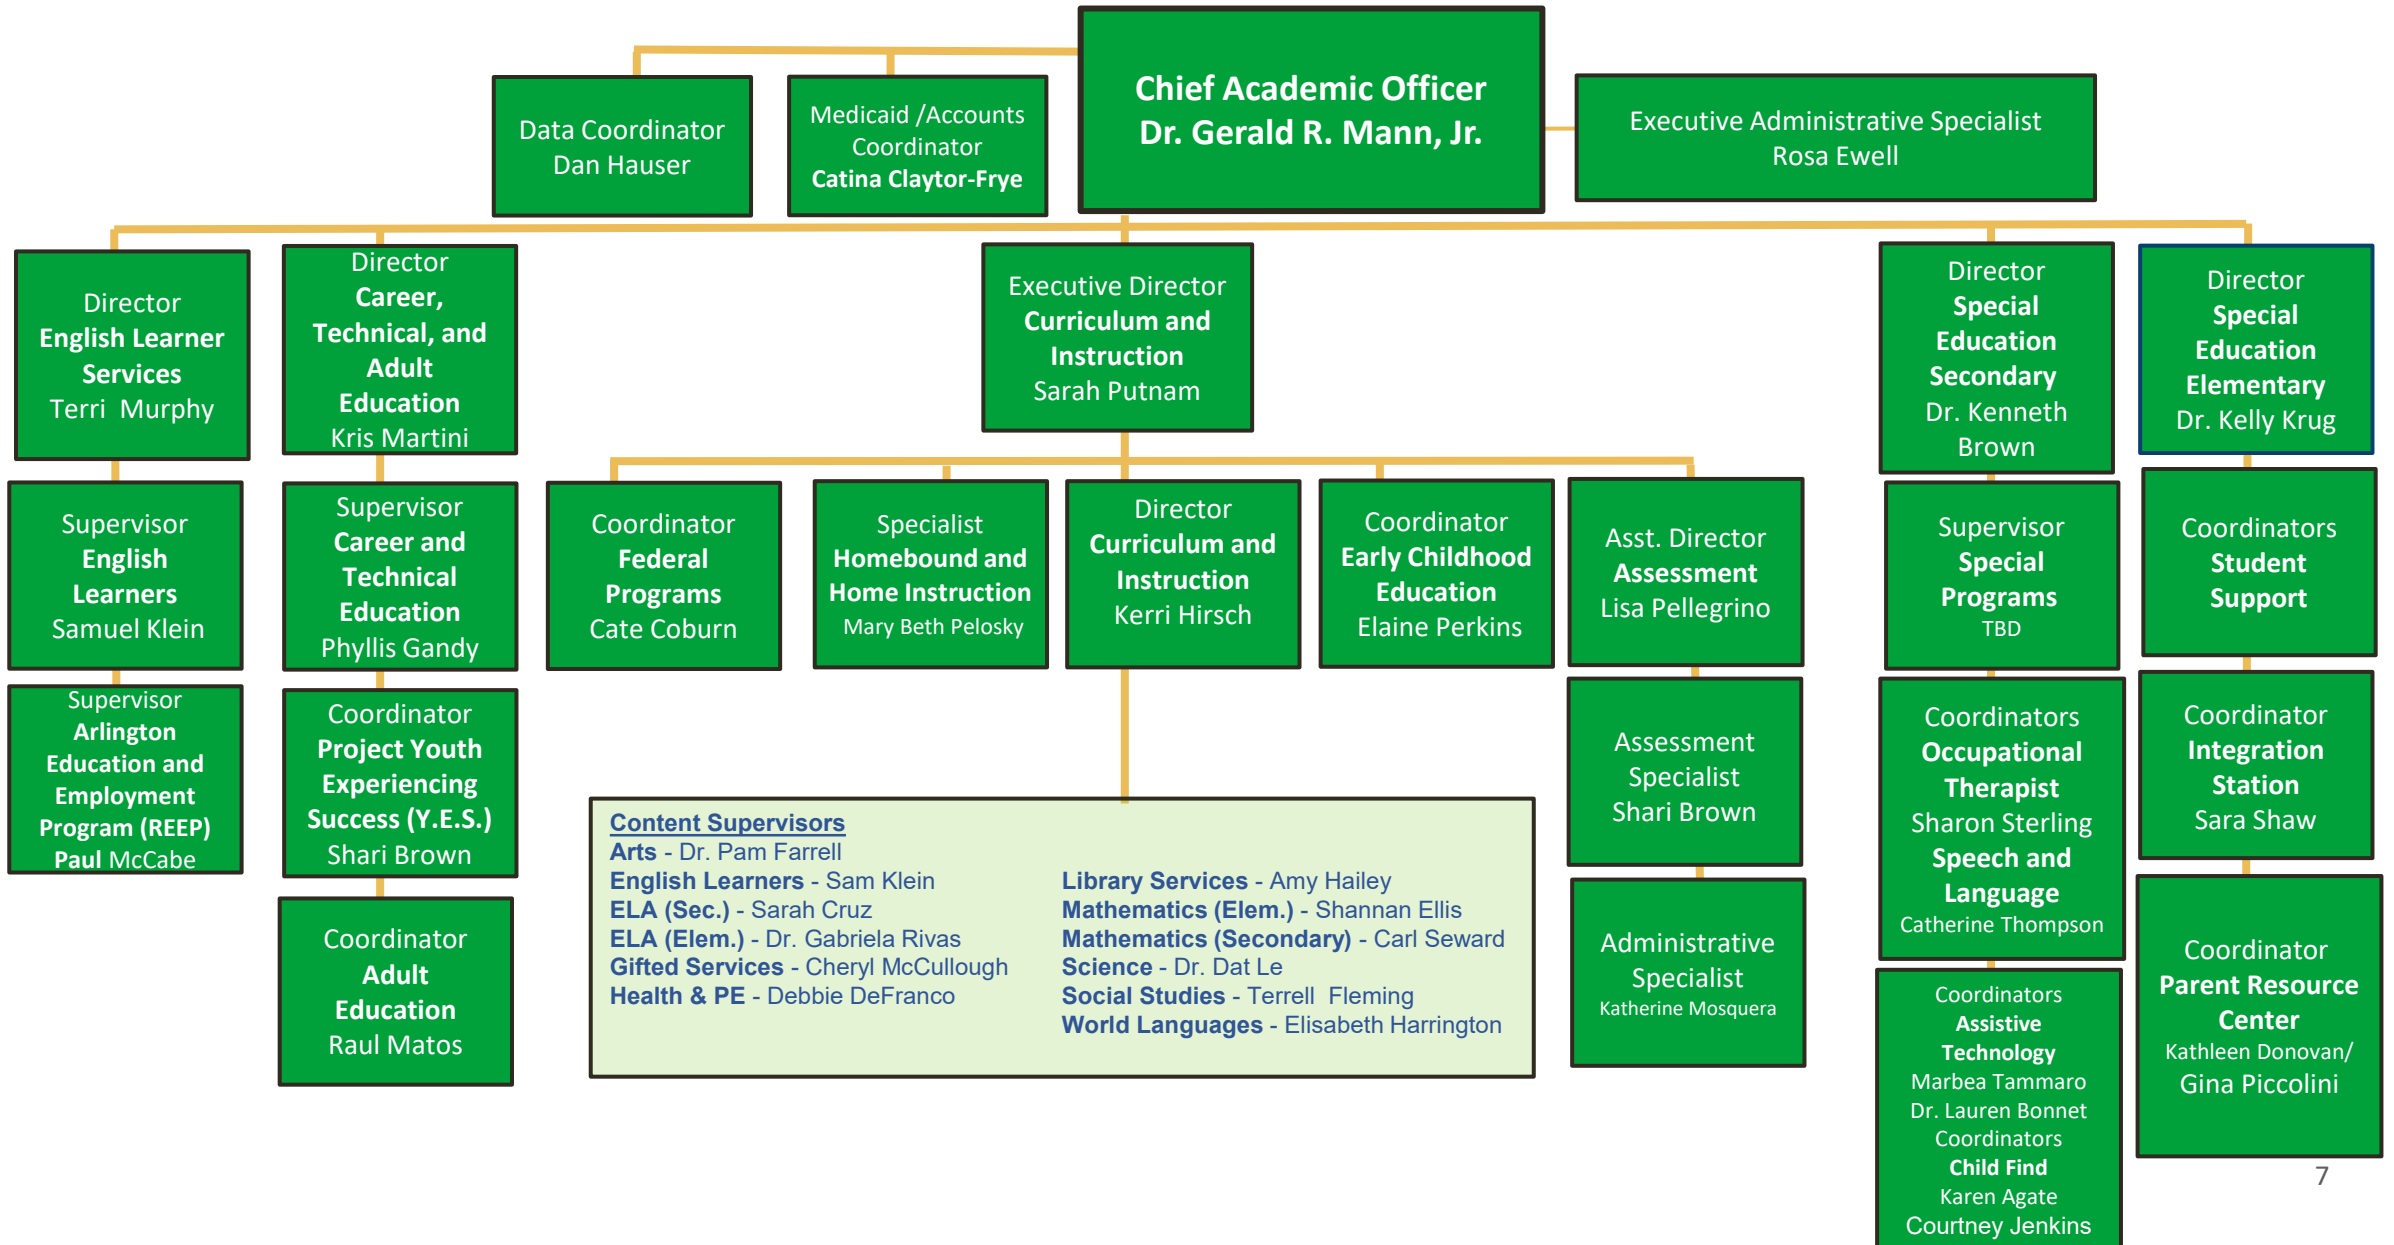 Chief Academic Officer
Dr. Gerald R. Mann, Jr.
Data Coordinator
Dan Hauser
Medicaid /Accounts
Coordinator
Catina Claytor-Frye
Executive Administrative Specialist
Rosa Ewell
Director
English Learner
Services
Terri  Murphy
Director
Career,
Technical, and
Adult
Education
Kris Martini
Executive Director
Curriculum and
Instruction
Sarah Putnam
Director
Special
Education
Secondary
Dr. Kenneth
Brown
Director
Special
Education
Elementary
Dr. Kelly Krug
Supervisor
English
Learners
Samuel Klein
Supervisor
Career and
Technical
Education
Phyllis Gandy
Coordinator
Federal
Programs
Cate Coburn
Specialist
Homebound and
Home Instruction
Mary Beth Pelosky
Director
Curriculum and
Instruction
Kerri Hirsch
Coordinator
Early Childhood
Education
Elaine Perkins
Asst. Director
Assessment
Lisa Pellegrino
Supervisor
Special
Programs
TBD
Coordinators
Student
Support
Supervisor
Arlington
Education and
Employment
Program (REEP)
Paul McCabe
Coordinator
Project Youth
Experiencing
Success (Y.E.S.)
Shari Brown
Assessment
Specialist
Shari Brown
Coordinators
Occupational
Therapist
Sharon Sterling
Speech and
Language
Catherine Thompson
Coordinator
Integration
Station
Sara Shaw
Content Supervisors
Arts - Dr. Pam Farrell
English Learners - Sam Klein
ELA (Sec.) - Sarah Cruz
ELA (Elem.) - Dr. Gabriela Rivas
Gifted Services - Cheryl McCullough
Health & PE - Debbie DeFranco
Library Services - Amy Hailey
Mathematics (Elem.) - Shannan Ellis
Mathematics (Secondary) - Carl Seward
Science - Dr. Dat Le
Social Studies - Terrell  Fleming
World Languages - Elisabeth Harrington
Coordinator
Adult
Education
Raul Matos
Administrative
Specialist
Katherine Mosquera
Coordinators
Assistive
Technology
Marbea Tammaro
Dr. Lauren Bonnet
Coordinators
Child Find
Karen Agate
Courtney Jenkins
Coordinator
Parent Resource
Center
Kathleen Donovan/
Gina Piccolini
7